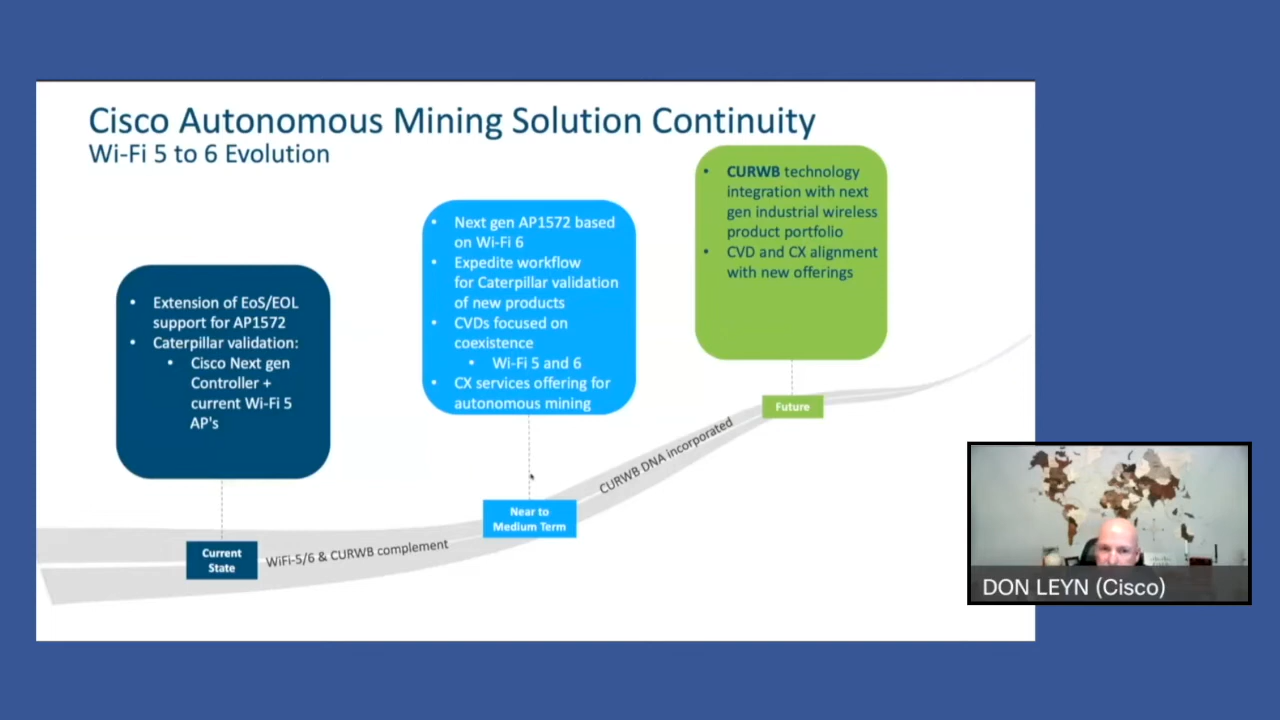 Cisco Autonomous Mining Solution Continuity
Wi-Fi 5 to 6 Evolution
• Extension of EoS/EOL
support for AP1572
• Caterpillar validation:
• Cisco Next gen
Controller +
current Wi-Fi 5
AP's
Current
State
WiFi-5/6 & CURWB complement
• Next gen AP1572 based
on Wi-Fi 6
• Expedite workflow
for Caterpillar validation
of new products
• CVDs focused on
coexistence
• Wi-Fi 5 and 6
• CX services offering for
autonomous mining
Near to
Medium Term
CURWB DNA incorporated
• CURWB technology
integration with next
gen industrial wireless
product portfolio
• CVD and CX alignment
with new offerings
Future
DON LEYN (Cisco)